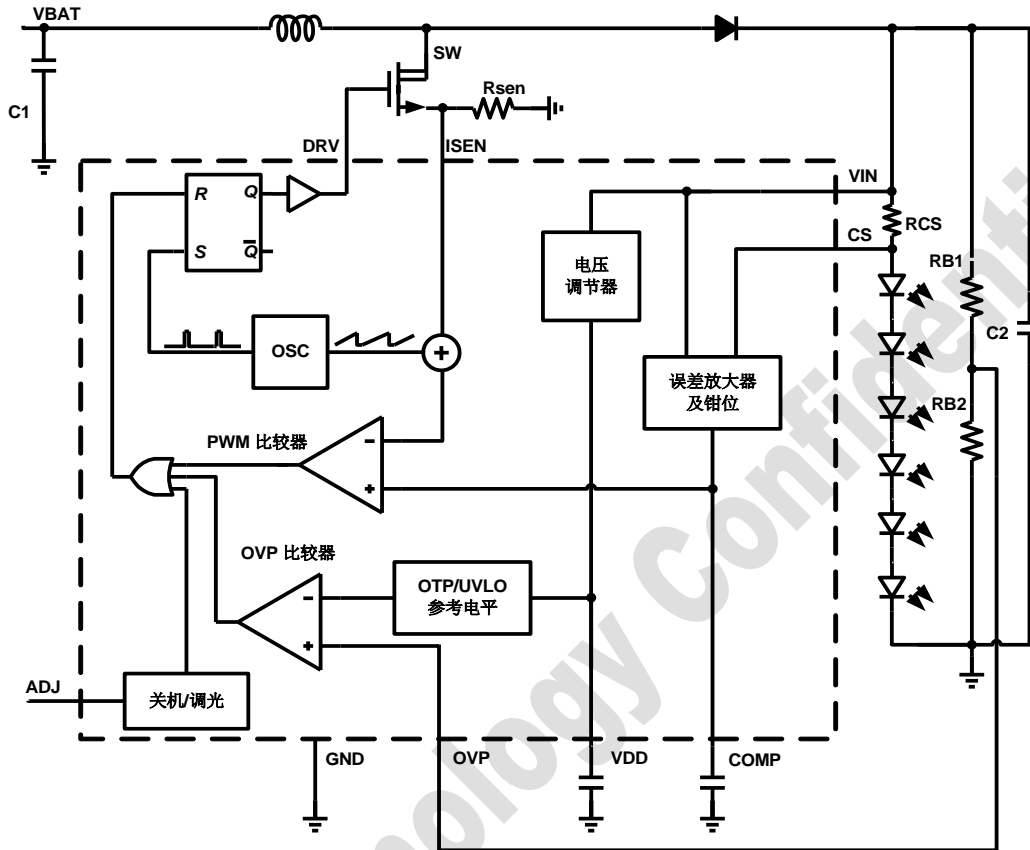 VBAT
SW
C1
Rsen
DRV
ISEN
VIN
R
Q
S
Q
RCS
CS
电压
调节器
RB1
OSC
+
C2
误差放大器
及钳位
RB2
PWM 比较器
-
+
OVP 比较器
OTP/UVLO
参考电平
-
+
ADJ
关机/调光
GND
OVP
VDD
COMP
nology Confidenti